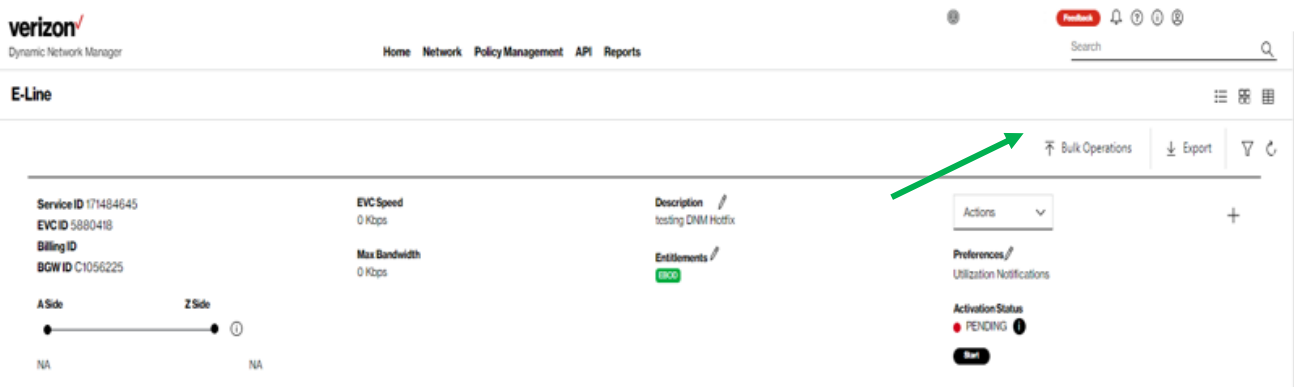 verizon
Feedback
Dynamic Network Manager
Home Network Policy Management API Reports
Search
E-Line
Bulk Operations Export
Service ID 171484645
EVC ID 5880418
Billing ID
BGW ID C1056225
EVC Speed
0 Kbps
Max Bandwidth
0 Kbps
Description
testing DNM Hotfix
Entitlements
EBOD
Actions
Preferences
Utilization Notifications
Activation Status
PENDING
Start
A Side Z Side
NA NA